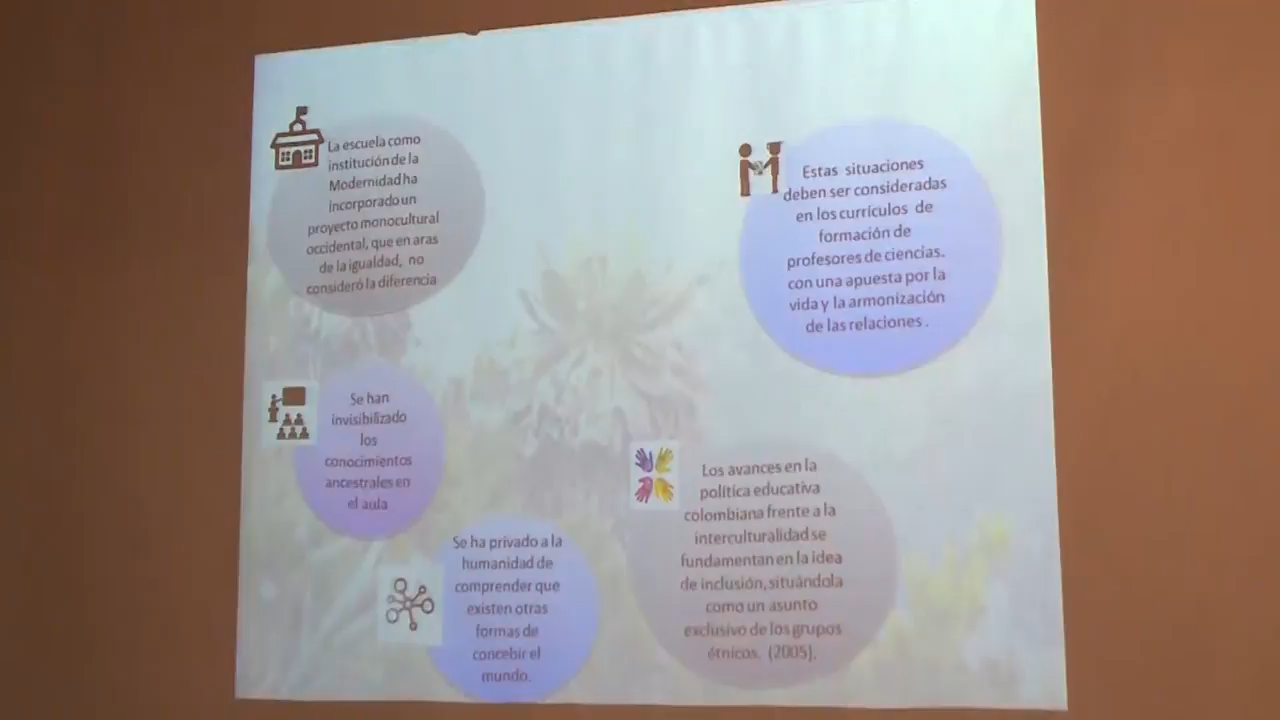 La escuela como
institución de la
Modernidad ha
incorporado un
proyecto monocultural
occidental, que en aras
de la igualdad, no
consideró la diferencia
Se han
invisibilizado
los
conocimientos
ancestrales en
el aula
Se ha privado a la
humanidad de
comprender que
existen otras
formas de
concebir el
mundo.
Los avances en la
política educativa
colombiana frente a la
interculturalidad se
fundamentan en la idea
de inclusión, situándola
como un asunto
exclusivo de los grupos
étnicos. (2005).
Estas situaciones
deben ser consideradas
en los currículos de
formación de
profesores de ciencias.
con una apuesta por la
vida y la armonización
de las relaciones .